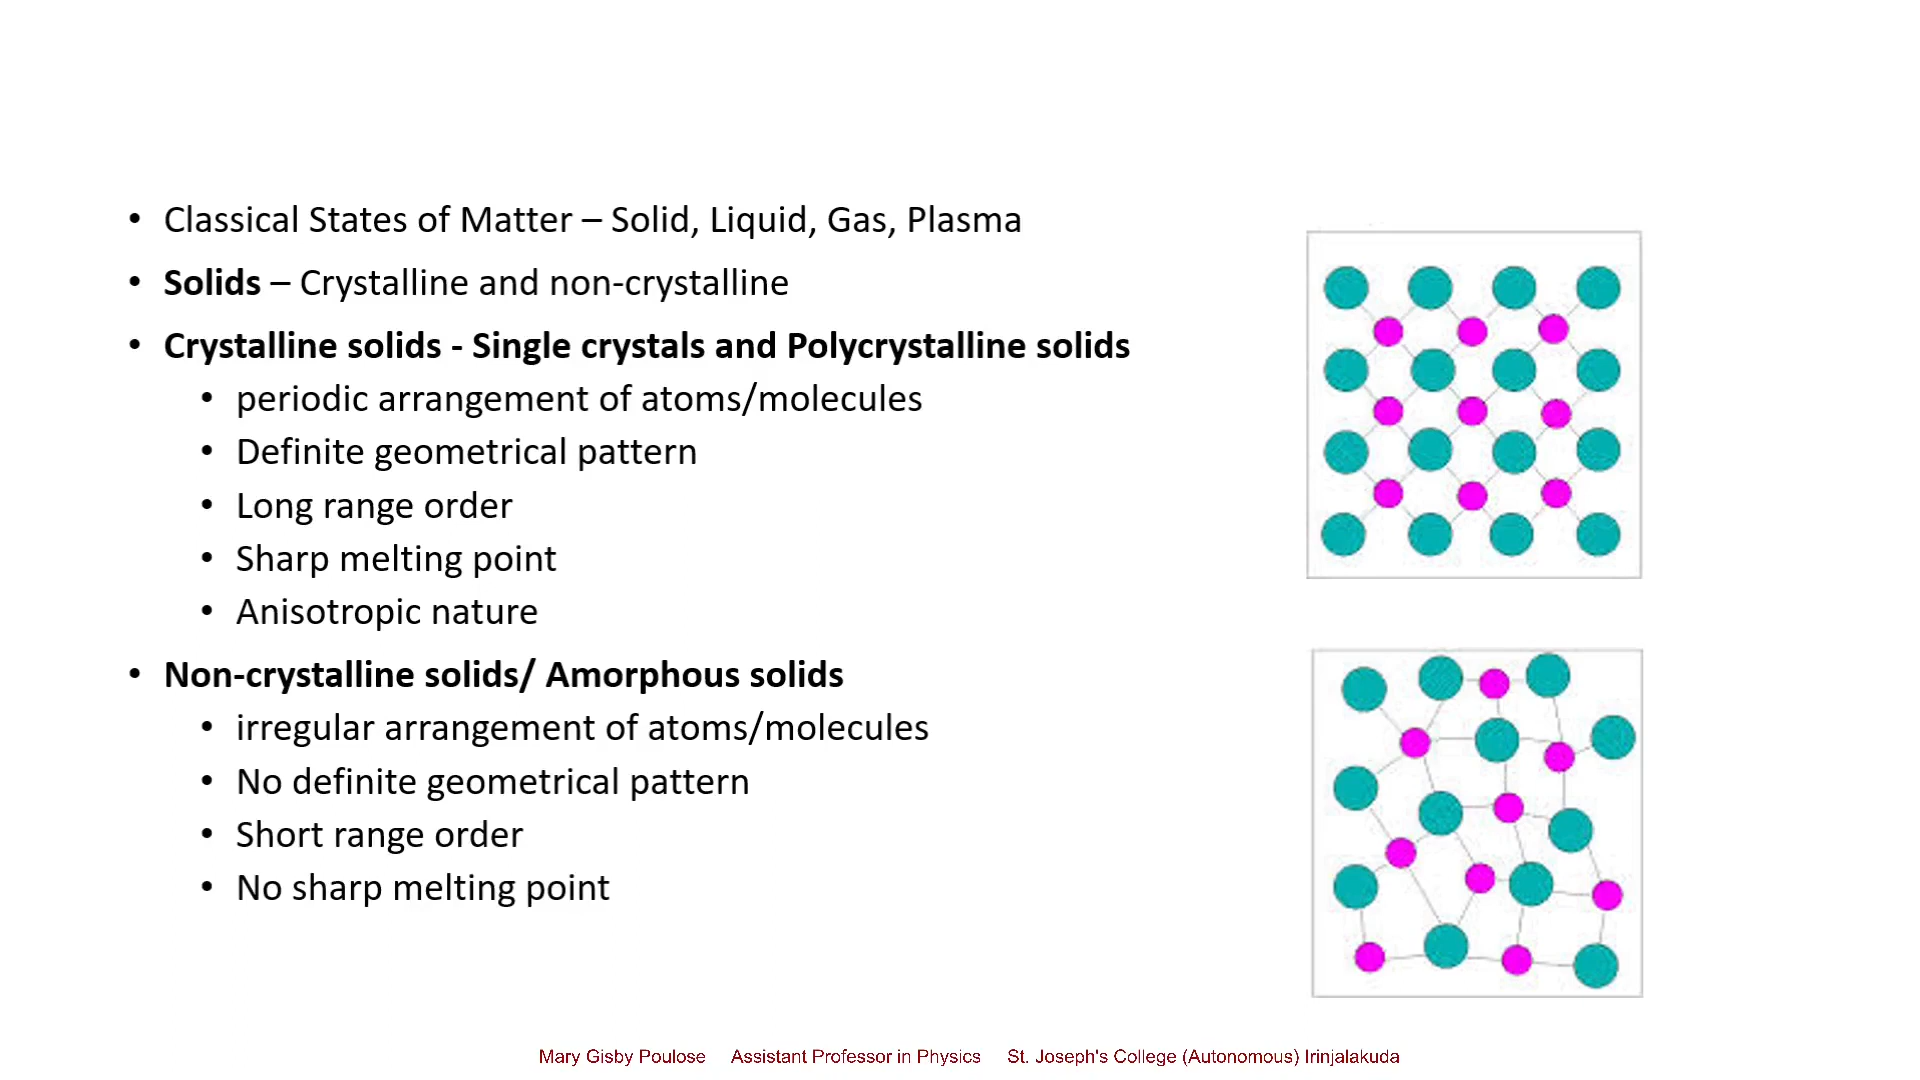 • Classical States of Matter – Solid, Liquid, Gas, Plasma
• Solids – Crystalline and non-crystalline
• Crystalline solids - Single crystals and Polycrystalline solids
• periodic arrangement of atoms/molecules
• Definite geometrical pattern
• Long range order
• Sharp melting point
• Anisotropic nature
• Non-crystalline solids/ Amorphous solids
• irregular arrangement of atoms/molecules
• No definite geometrical pattern
• Short range order
• No sharp melting point
Mary Gisby Poulose Assistant Professor in Physics St. Joseph's College (Autonomous) Irinjalakuda